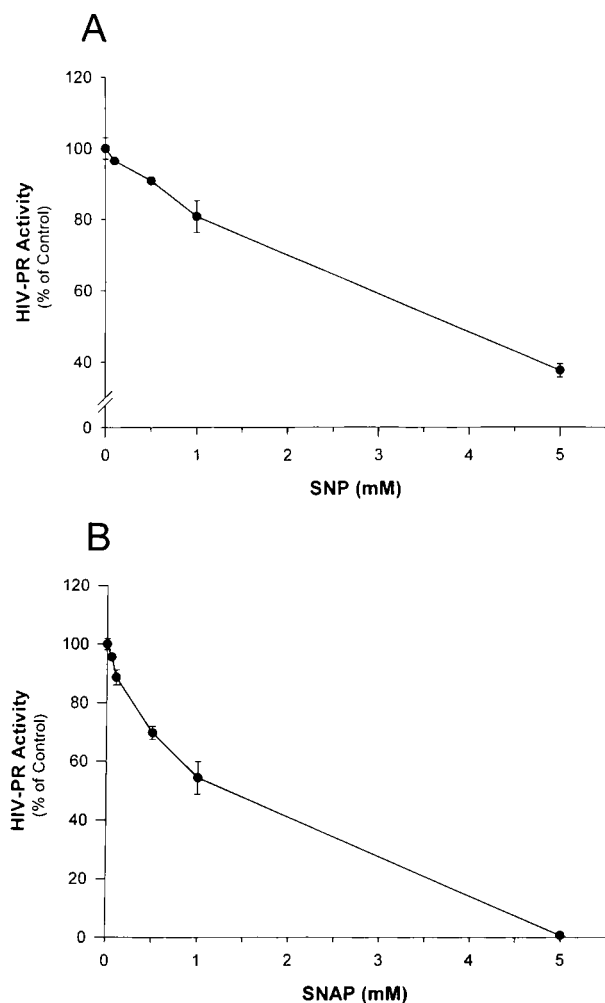 A
120
100
80
60
40
0
HIV-PR Activity
(% of Control)
0 1 2 3 4 5
SNP (mM)
B
120
100
80
60
40
20
0
HIV-PR Activity
(% of Control)
0 1 2 3 4 5
SNAP (mM)